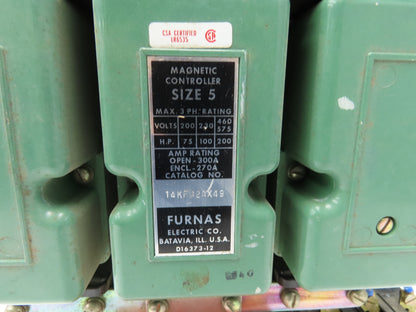 CSA CERTIFIED
LR6535
MAGNETIC
CONTROLLER
SIZE 5
MAX. 3 PH. RATING
VOLTS 200 230 460 575
H.P. 75 100 200
AMP RATING
OPEN-300A
ENCL.-270A
CATALOG NO.
FURNAS
ELECTRIC CO.
BATAVIA, ILL. U.S.A.
D16273-12